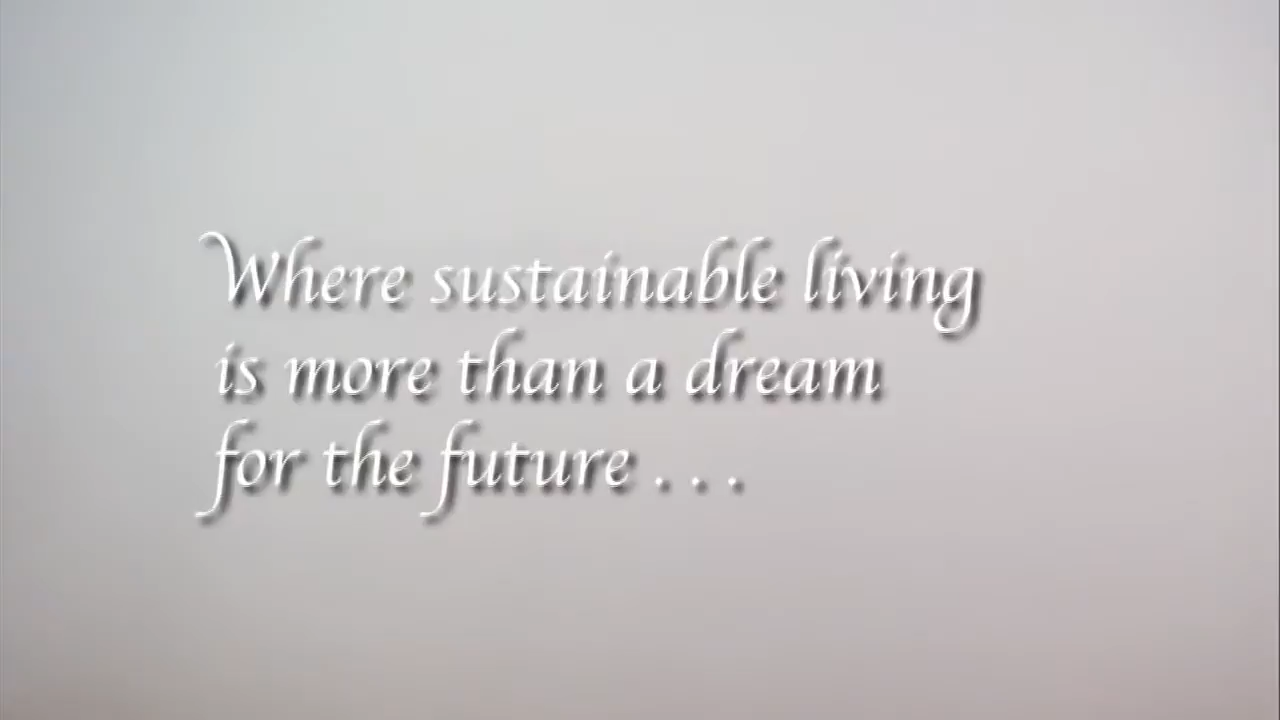 Where sustainable living
is more than a dream
for the future . . .